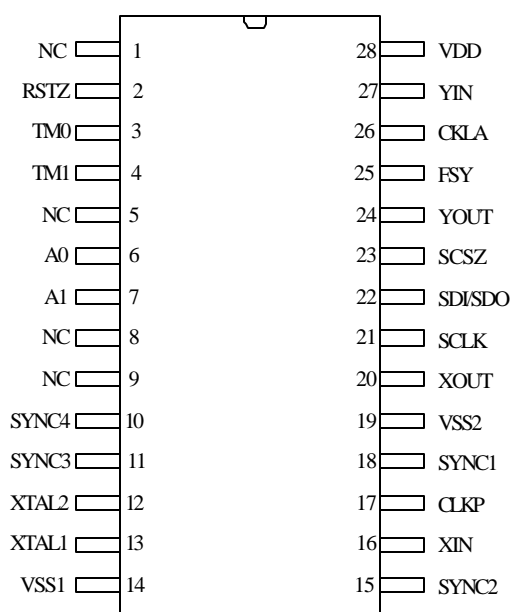 NC 1 28 VDD
RSTZ 2 27 YIN
TM0 3 26 CKLA
TM1 4 25 FSY
NC 5 24 YOUT
A0 6 23 SCSZ
A1 7 22 SDI/SDO
NC 8 21 SCLK
NC 9 20 XOUT
SYNC4 10 19 VSS2
SYNC3 11 18 SYNC1
XTAL2 12 17 CLKP
XTAL1 13 16 XIN
VSS1 14 15 SYNC2